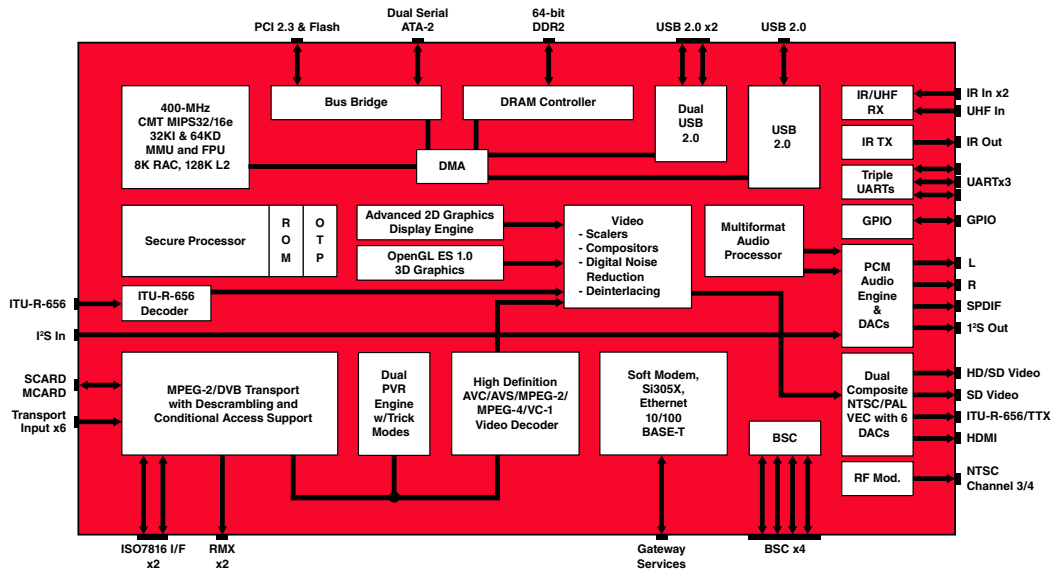 PCI 2.3 & Flash
Dual Serial
ATA-2
64-bit
DDR2
USB 2.0 x2
USB 2.0
400-MHz
CMT MIPS32/16e
32KI & 64KD
MMU and FPU
8K RAC, 128K L2
Bus Bridge
DRAM Controller
DMA
Dual
USB
2.0
USB
2.0
IR/UHF
RX
IR In x2
UHF In
IR TX
IR Out
Triple
UARTs
UARTx3
GPIO
GPIO
Secure Processor
R
O
M
O
T
P
Advanced 2D Graphics
Display Engine
OpenGL ES 1.0
3D Graphics
Video
- Scalers
- Compositors
- Digital Noise
Reduction
- Deinterlacing
Multiformat
Audio
Processor
PCM
Audio
Engine
&
DACs
L
R
SPDIF
1²S Out
ITU-R-656
ITU-R-656
Decoder
I²S In
SCARD
MCARD
Transport
Input x6
MPEG-2/DVB Transport
with Descrambling and
Conditional Access Support
Dual
PVR
Engine
w/Trick
Modes
High Definition
AVC/AVS/MPEG-2/
MPEG-4/VC-1
Video Decoder
Soft Modem,
Si305X,
Ethernet
10/100
BASE-T
BSC
Dual
Composite
NTSC/PAL
VEC with 6
DACs
HD/SD Video
SD Video
ITU-R-656/TTX
HDMI
RF Mod.
NTSC
Channel 3/4
ISO7816 I/F
x2
RMX
x2
Gateway
Services
BSC x4